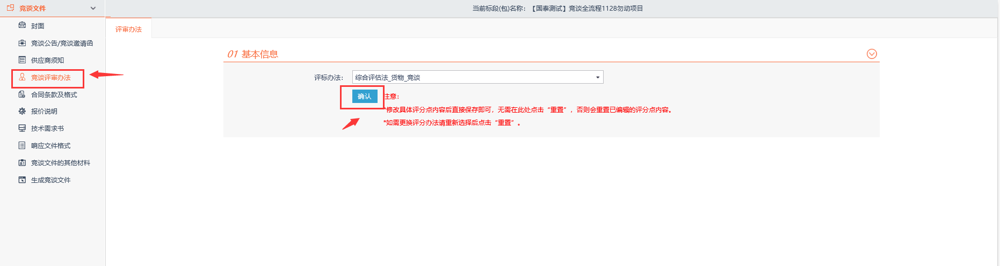 竞谈文件
当前标段(包)名称：【国泰测试】竞谈全流程1128勿动项目
封面
竞谈公告/竞谈邀请函
供应商须知
竞谈评审办法
合同条款及格式
报价说明
技术需求书
响应文件格式
竞谈文件的其他材料
生成竞谈文件
评审办法
01 基本信息
评标办法：
综合评估法_货物_竞谈
确认
注意：
*修改具体评分点内容后直接保存即可，无需在此处点击“重置”，否则会重置已编辑的评分点内容。
*如需更换评分办法请重新选择后点击“重置”。